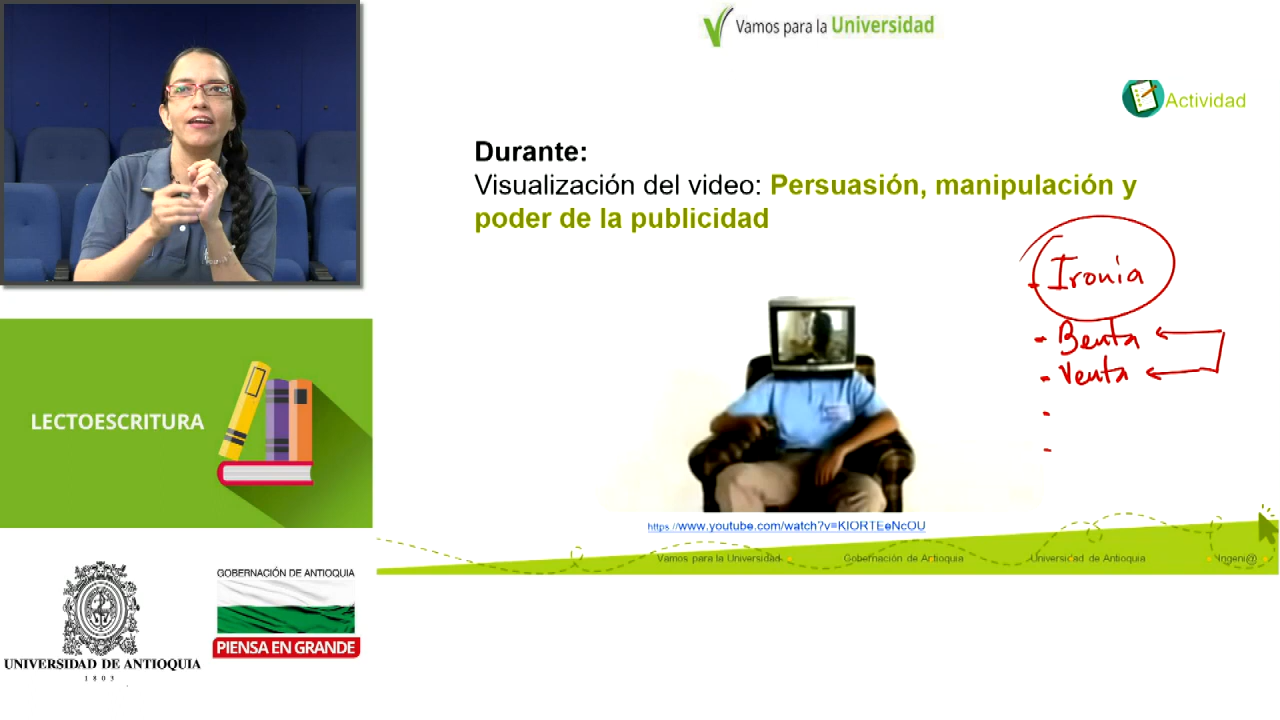 Vamos para la Universidad
Actividad
Durante:
Visualización del video: Persuasión, manipulación y
poder de la publicidad
- Ironia
- Benta
- Venta
LECTOESCRITURA
https://www.youtube.com/watch?v=KIORTEeNcOU
Vamos para la Universidad
Gobernación de Antioquia
Universidad de Antioquia
Ingeni@
UNIVERSIDAD DE ANTIOQUIA
1803
GOBERNACIÓN DE ANTIOQUIA
PIENSA EN GRANDE